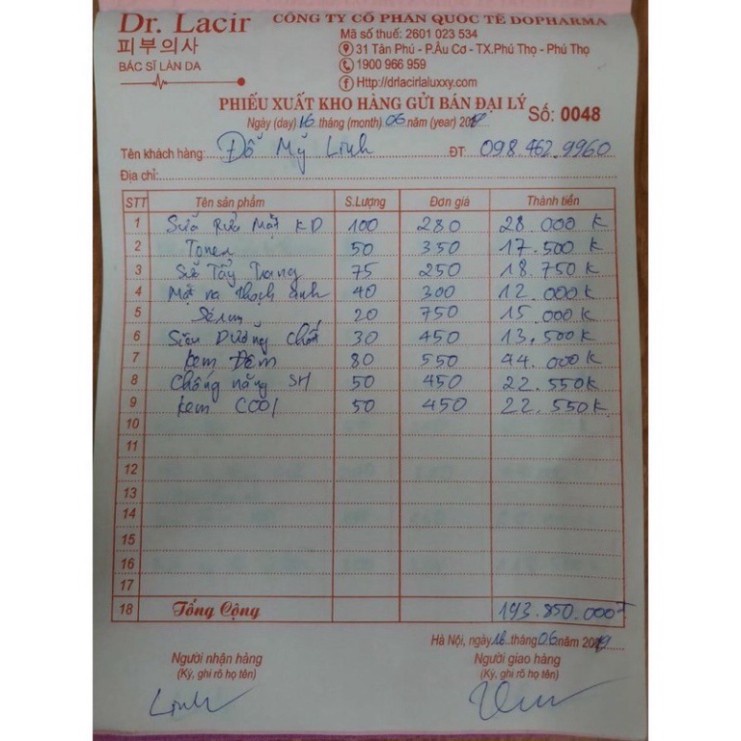 Dr. Lacir
피부의사
BÁC SĨ LÀN DA
CÔNG TY CỔ PHẦN QUỐC TẾ DOPHARMA
Mã số thuế: 2601 023 534
31 Tân Phú - P.Âu Cơ - TX.Phú Thọ - Phú Thọ
1900 966 959
Http://drlacirlaluxxy.com
PHIẾU XUẤT KHO HÀNG GỬI BÁN ĐẠI LÝ Số: 0048
Ngày (day) 16 tháng (month) 06 năm (year) 2019
Tên khách hàng: Đỗ Mỹ Linh ĐT: 098.462.9960
Địa chỉ:
STT Tên sản phẩm S.Lượng Đơn giá Thành tiền
1 Sữa Rửa Mặt KD 100 280 28.000 K
2 Toner 50 350 17.500 K
3 Tẩy Trang 75 250 18.750 K
4 Mặt nạ thạch anh 40 300 12.000 K
5 Sêrum 20 750 15.000 K
6 Siêu Dưỡng Chất 30 450 13.500 K
7 Kem Đêm 80 550 44.000 K
8 Chống nắng SH 50 450 22.550K
9 Kem CCO1 50 450 22.550K
10
11
12
13
14
15
16
17
18 Tổng Cộng 193.850.000
Hà Nội, ngày 16 tháng 06 năm 2019
Người nhận hàng Người giao hàng
(Ký, ghi rõ họ tên) (Ký, ghi rõ họ tên)
Linh